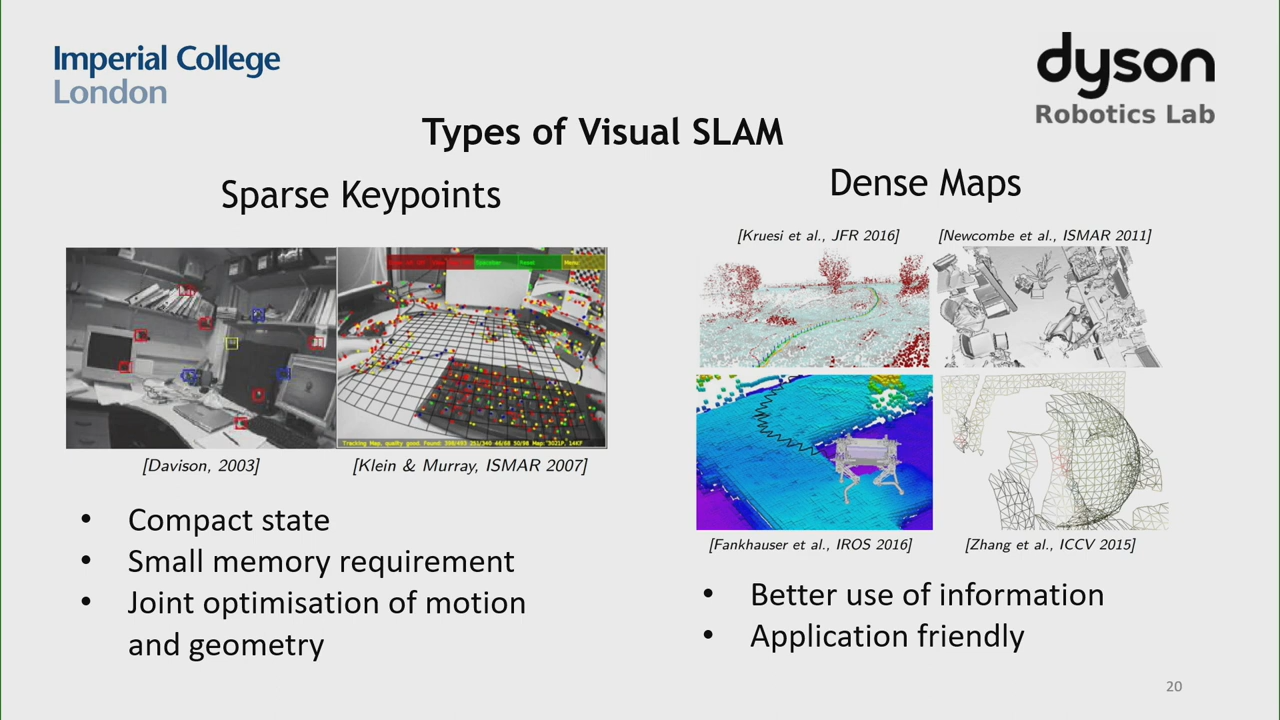 Imperial College
London
dyson
Robotics Lab
Types of Visual SLAM
Sparse Keypoints
Dense Maps
[Kruesi et al., JFR 2016]
[Newcombe et al., ISMAR 2011]
[Davison, 2003]
[Klein & Murray, ISMAR 2007]
[Fankhauser et al., IROS 2016]
[Zhang et al., ICCV 2015]
• Compact state
• Small memory requirement
• Joint optimisation of motion
and geometry
• Better use of information
• Application friendly
20